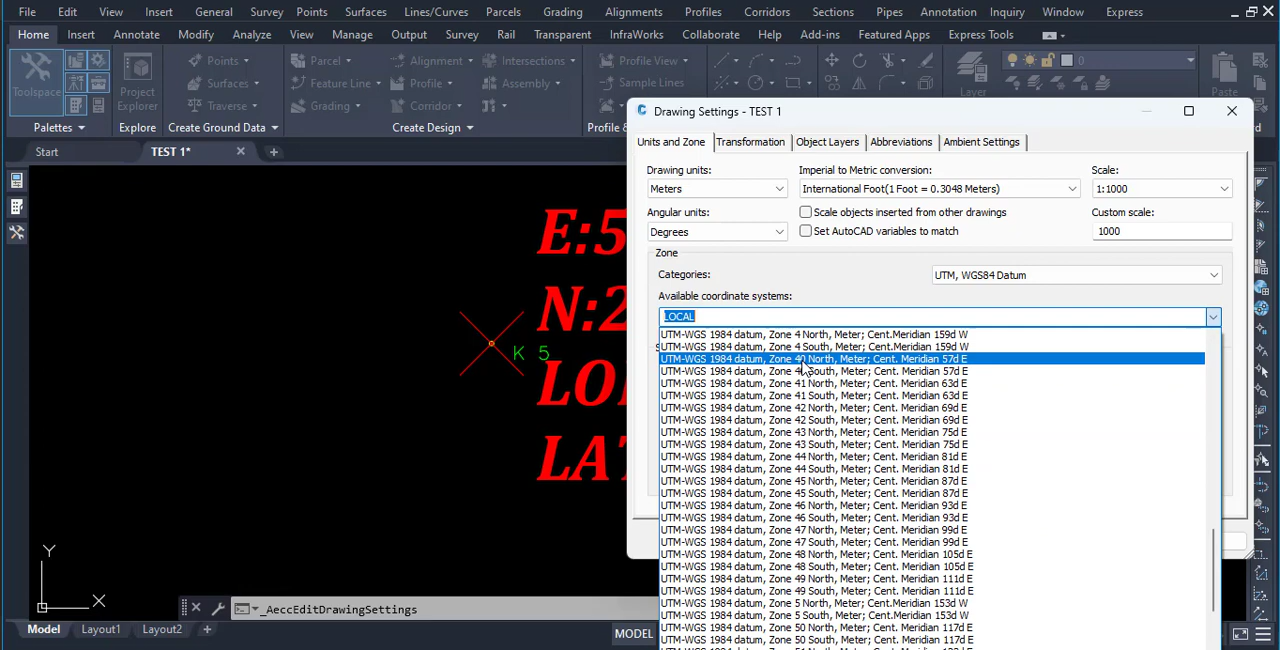 File Edit View Insert General Survey Points Surfaces Lines/Curves Parcels Grading Alignments Profiles Corridors Sections Pipes Annotation Inquiry Window Express
Home Insert Annotate Modify Analyze View Manage Output Survey Rail Transparent InfraWorks Collaborate Help Add-ins Featured Apps Express Tools
Toolspace
Project Explorer
Points
Surfaces
Traverse
Parcel
Feature Line
Grading
Alignment
Profile
Corridor
Intersections
Assembly
Profile View
Sample Lines
Layer
0
Paste
Palettes Explore Create Ground Data Create Design Profile &
Start TEST 1*
Drawing Settings - TEST 1
Units and Zone Transformation Object Layers Abbreviations Ambient Settings
Drawing units: Imperial to Metric conversion: Scale:
Meters International Foot(1 Foot = 0.3048 Meters) 1:1000
Angular units: Scale objects inserted from other drawings Custom scale:
Degrees Set AutoCAD variables to match 1000
Zone
Categories: UTM, WGS84 Datum
Available coordinate systems:
LOCAL
UTM-WGS 1984 datum, Zone 4 North, Meter; Cent.Meridian 159d W
UTM-WGS 1984 datum, Zone 4 South, Meter; Cent.Meridian 159d W
UTM-WGS 1984 datum, Zone 40 North, Meter; Cent. Meridian 57d E
UTM-WGS 1984 datum, Zone 40 South, Meter; Cent. Meridian 57d E
UTM-WGS 1984 datum, Zone 41 North, Meter; Cent. Meridian 63d E
UTM-WGS 1984 datum, Zone 41 South, Meter; Cent. Meridian 63d E
UTM-WGS 1984 datum, Zone 42 North, Meter; Cent. Meridian 69d E
UTM-WGS 1984 datum, Zone 42 South, Meter; Cent. Meridian 69d E
UTM-WGS 1984 datum, Zone 43 North, Meter; Cent. Meridian 75d E
UTM-WGS 1984 datum, Zone 43 South, Meter; Cent. Meridian 75d E
UTM-WGS 1984 datum, Zone 44 North, Meter; Cent. Meridian 81d E
UTM-WGS 1984 datum, Zone 44 South, Meter; Cent. Meridian 81d E
UTM-WGS 1984 datum, Zone 45 North, Meter; Cent. Meridian 87d E
UTM-WGS 1984 datum, Zone 45 South, Meter; Cent. Meridian 87d E
UTM-WGS 1984 datum, Zone 46 North, Meter; Cent. Meridian 93d E
UTM-WGS 1984 datum, Zone 46 South, Meter; Cent. Meridian 93d E
UTM-WGS 1984 datum, Zone 47 North, Meter; Cent. Meridian 99d E
UTM-WGS 1984 datum, Zone 47 South, Meter; Cent. Meridian 99d E
UTM-WGS 1984 datum, Zone 48 North, Meter; Cent. Meridian 105d E
UTM-WGS 1984 datum, Zone 48 South, Meter; Cent. Meridian 105d E
UTM-WGS 1984 datum, Zone 49 North, Meter; Cent. Meridian 111d E
UTM-WGS 1984 datum, Zone 49 South, Meter; Cent. Meridian 111d E
UTM-WGS 1984 datum, Zone 5 North, Meter; Cent.Meridian 153d W
UTM-WGS 1984 datum, Zone 5 South, Meter; Cent.Meridian 153d W
UTM-WGS 1984 datum, Zone 50 North, Meter; Cent. Meridian 117d E
UTM-WGS 1984 datum, Zone 50 South, Meter; Cent. Meridian 117d E
E:5
N:2
K 5
LO
LA
Y
X
_AeccEditDrawingSettings
Model Layout1 Layout2 MODEL